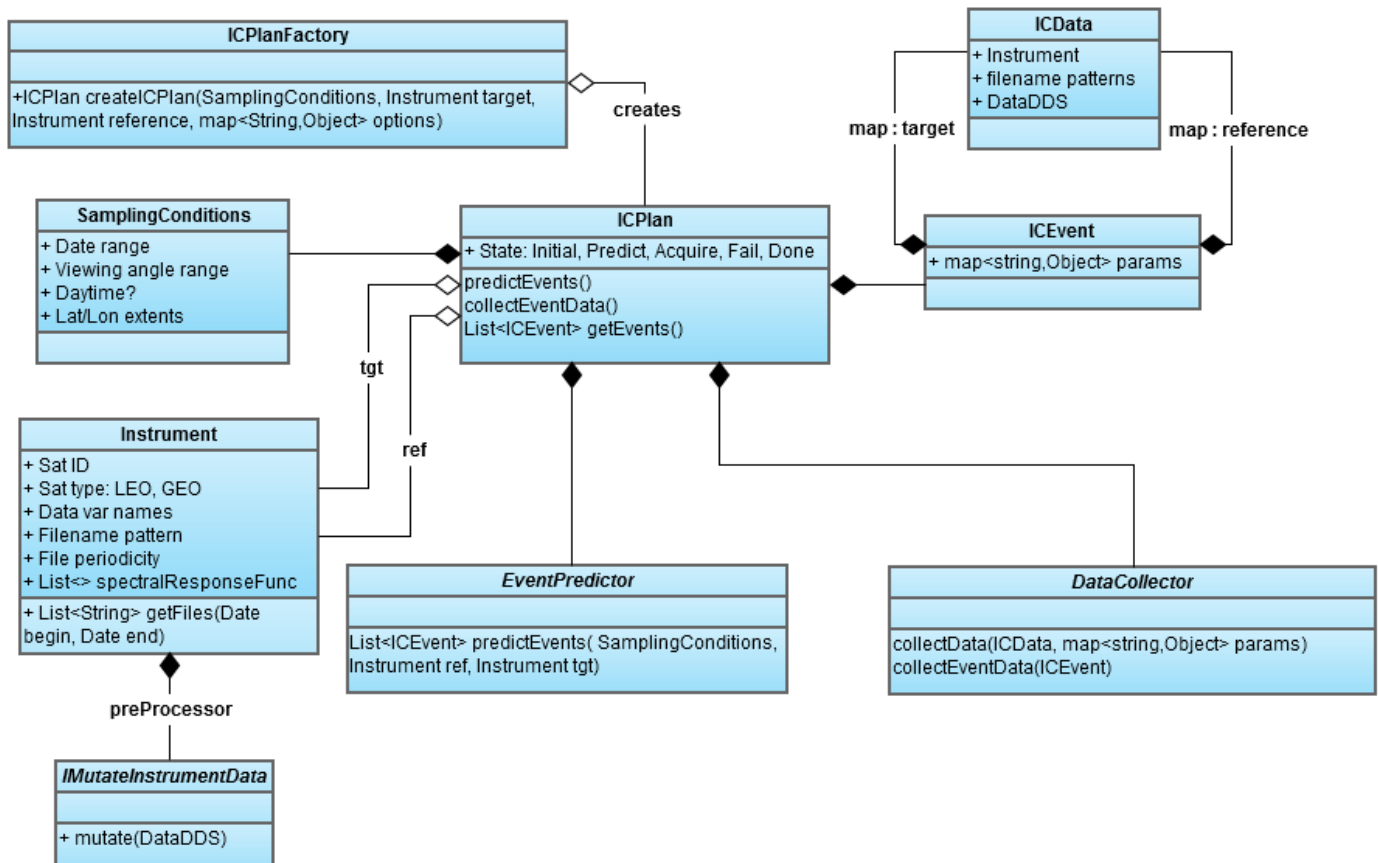 ICPlanFactory
+ICPlan createICPlan(SamplingConditions, Instrument target,
Instrument reference, map<String,Object> options)
creates
ICData
+ Instrument
+ filename patterns
+ DataDDS
map : target
map : reference
SamplingConditions
+ Date range
+ Viewing angle range
+ Daytime?
+ Lat/Lon extents
ICPlan
+ State: Initial, Predict, Acquire, Fail, Done
predictEvents()
collectEventData()
List<ICEvent> getEvents()
ICEvent
+ map<string,Object> params
tgt
ref
Instrument
+ Sat ID
+ Sat type: LEO, GEO
+ Data var names
+ Filename pattern
+ File periodicity
+ List<> spectralResponseFunc
+ List<String> getFiles(Date
begin, Date end)
EventPredictor
List<ICEvent> predictEvents( SamplingConditions,
Instrument ref, Instrument tgt)
DataCollector
collectData(ICData, map<string,Object> params)
collectEventData(ICEvent)
preProcessor
IMutateInstrumentData
+ mutate(DataDDS)